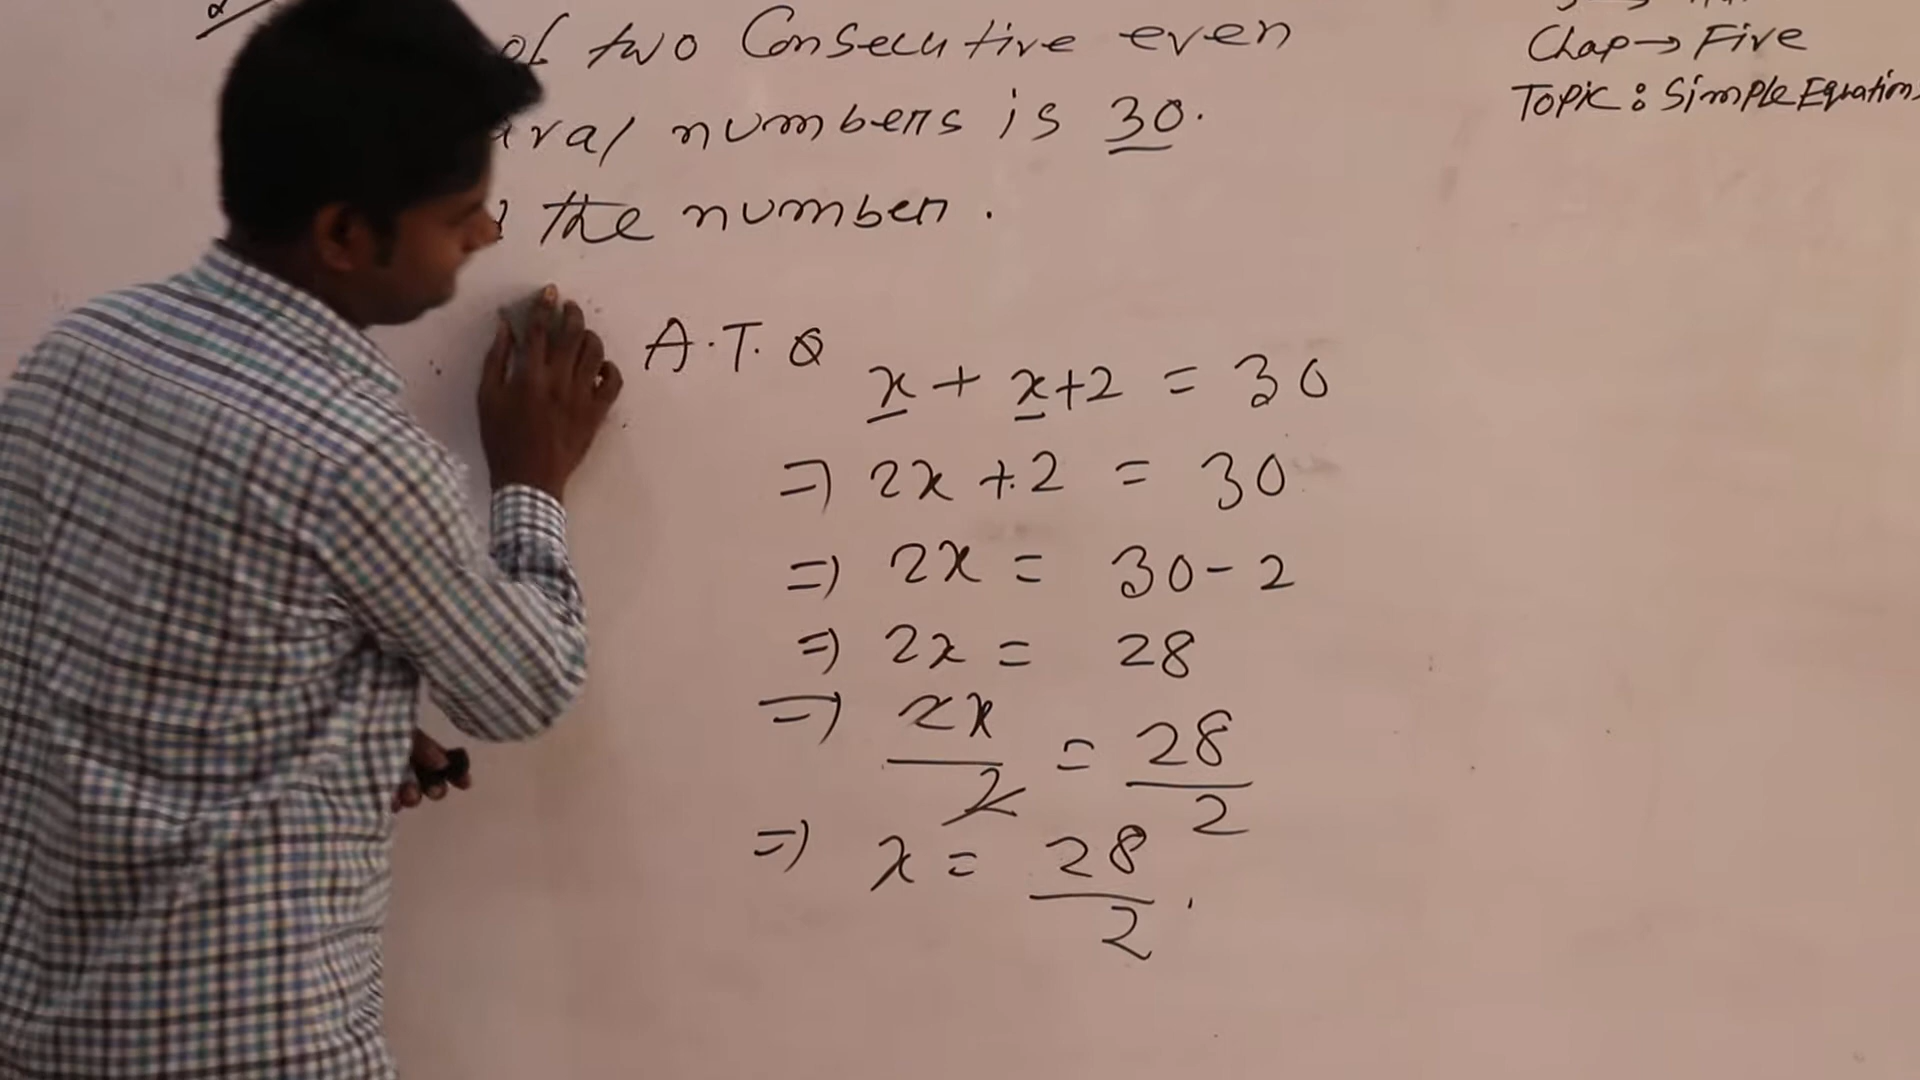 of two Consecutive even
numbers is 30.
the number.
Chap → Five
Topic : Simple Equation
A.T.Q
x + x+2 = 30
⇒ 2x + 2 = 30
⇒ 2x = 30 - 2
⇒ 2x = 28
⇒ 2x/2 = 28/2
⇒ x = 28/2